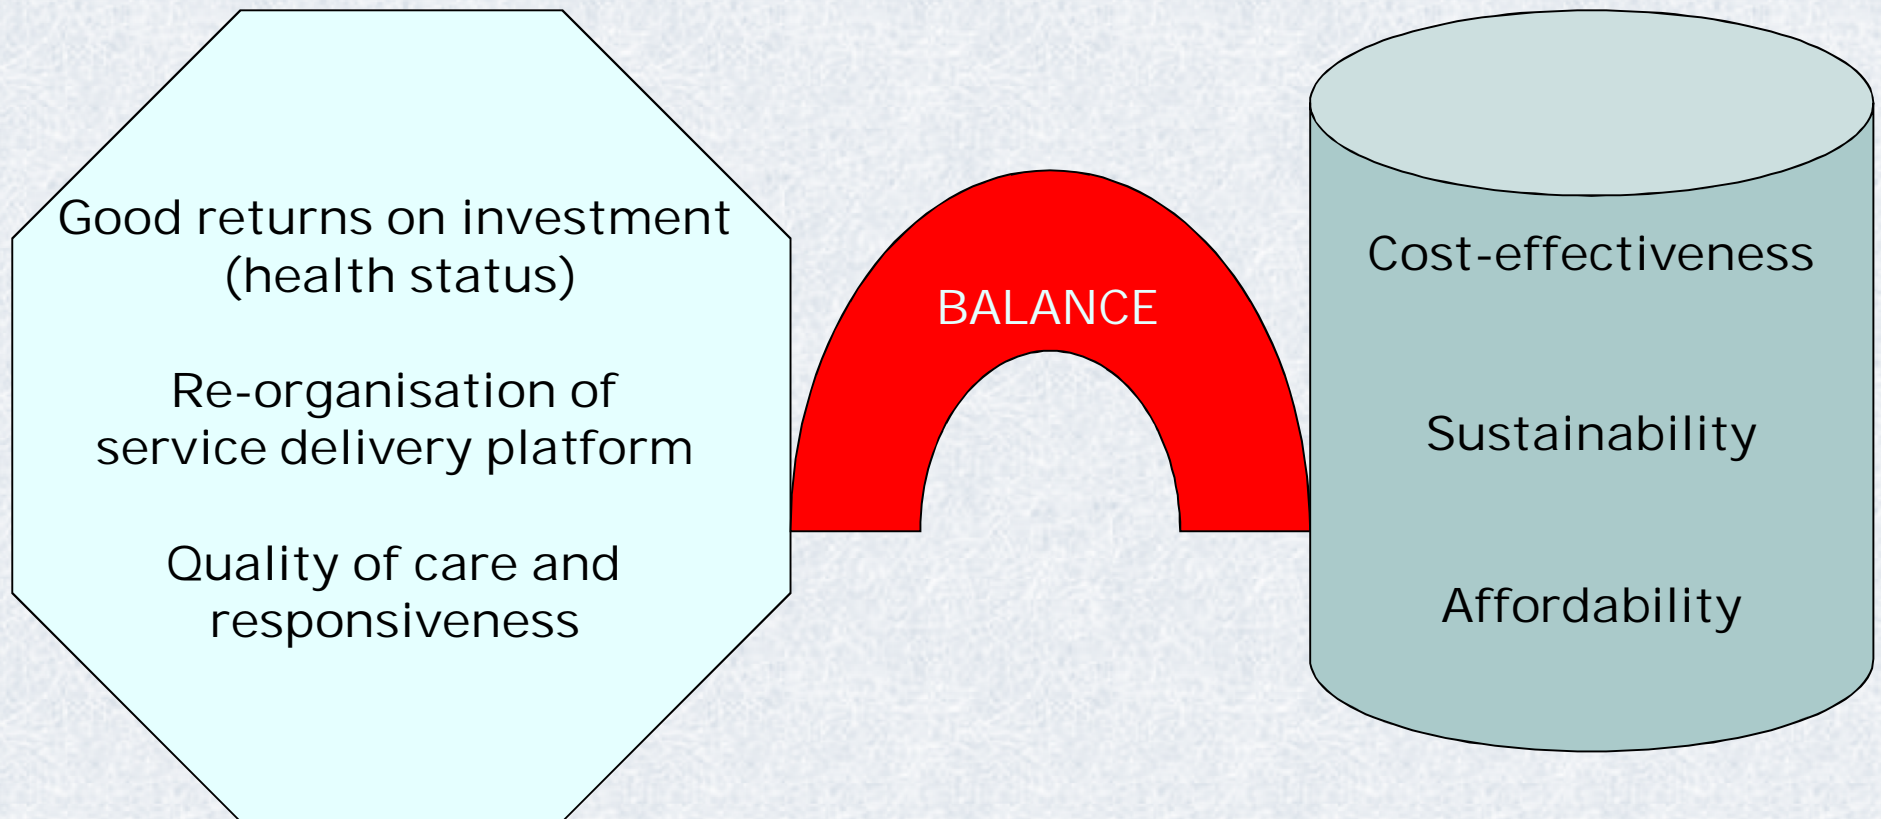 Good returns on investment
(health status)
Re-organisation of
service delivery platform
Quality of care and
responsiveness
BALANCE
Cost-effectiveness
Sustainability
Affordability